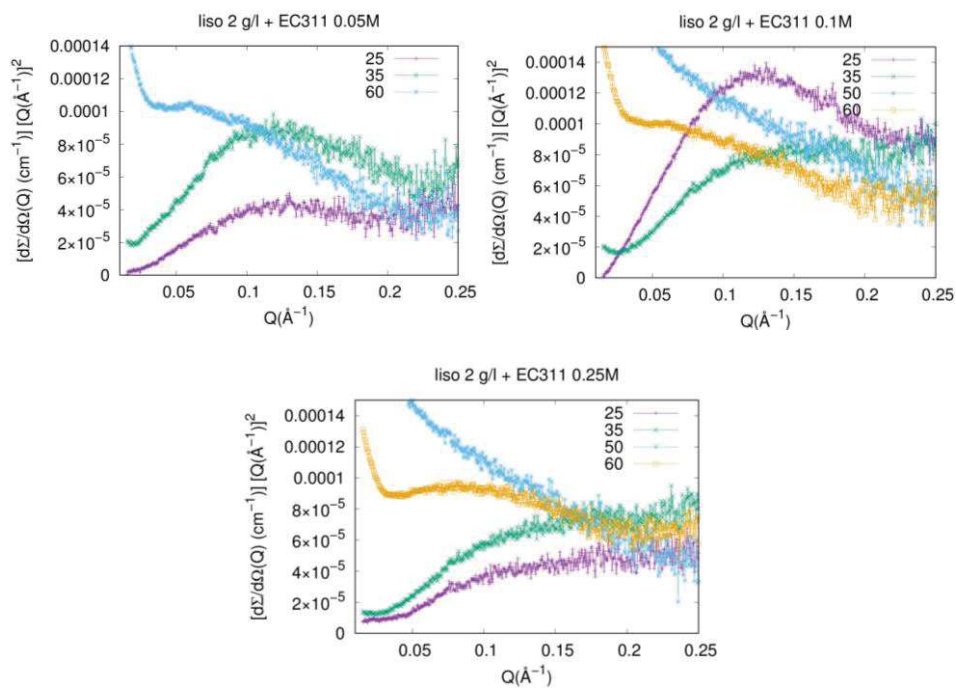 liso 2 g/l + EC311 0.05M
[dΣ/dΩ(Q) (cm⁻¹)] [Q(Å⁻¹)]²
0.00014
0.00012
0.0001
8×10⁻⁵
6×10⁻⁵
4×10⁻⁵
2×10⁻⁵
0
25
35
60
0.05 0.1 0.15 0.2 0.25
Q(Å⁻¹)
liso 2 g/l + EC311 0.1M
[dΣ/dΩ(Q) (cm⁻¹)] [Q(Å⁻¹)]²
0.00014
0.00012
0.0001
8×10⁻⁵
6×10⁻⁵
4×10⁻⁵
2×10⁻⁵
0
25
35
50
60
0.05 0.1 0.15 0.2 0.25
Q(Å⁻¹)
liso 2 g/l + EC311 0.25M
[dΣ/dΩ(Q) (cm⁻¹)] [Q(Å⁻¹)]²
0.00014
0.00012
0.0001
8×10⁻⁵
6×10⁻⁵
4×10⁻⁵
2×10⁻⁵
0
25
35
50
60
0.05 0.1 0.15 0.2 0.25
Q(Å⁻¹)